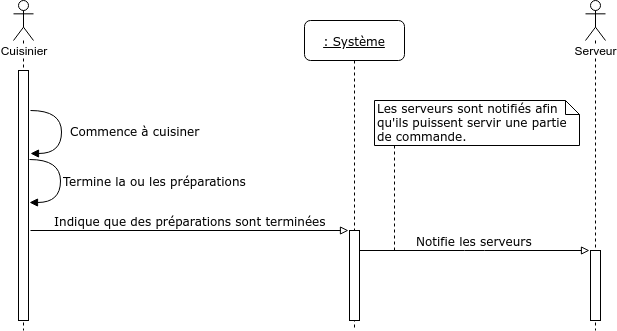 Cuisinier
: Système
Serveur
Les serveurs sont notifiés afin
qu'ils puissent servir une partie
de commande.
Commence à cuisiner
Termine la ou les préparations
Indique que des préparations sont terminées
Notifie les serveurs